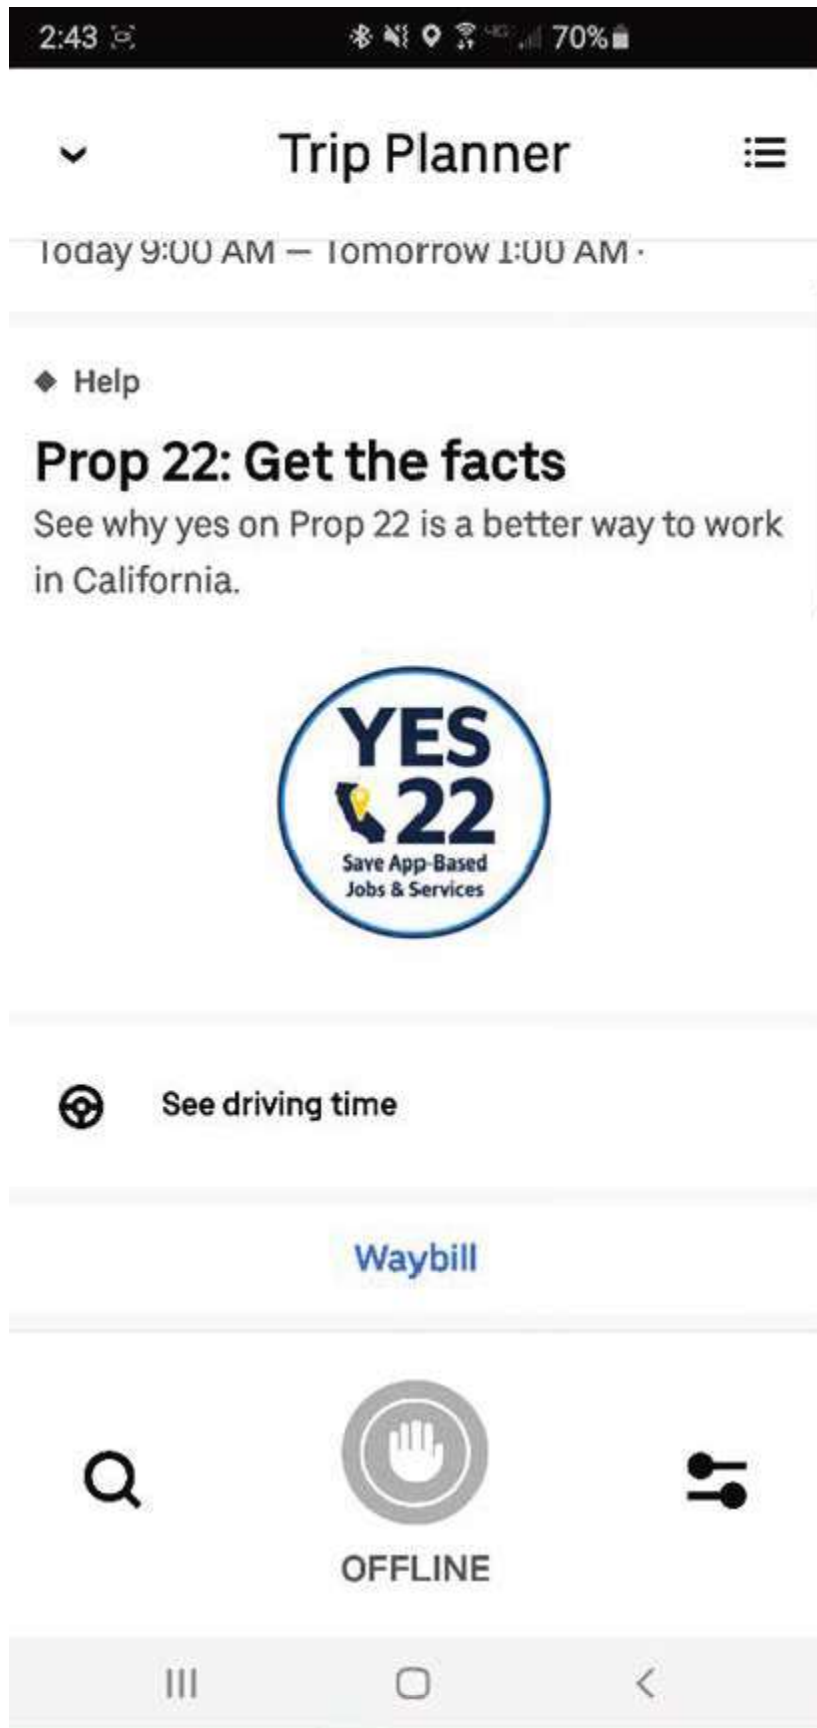 2:43 70%
Trip Planner
Today 9:00 AM — Tomorrow 1:00 AM ·
Help
Prop 22: Get the facts
See why yes on Prop 22 is a better way to work
in California.
YES
22
Save App-Based
Jobs & Services
See driving time
Waybill
OFFLINE